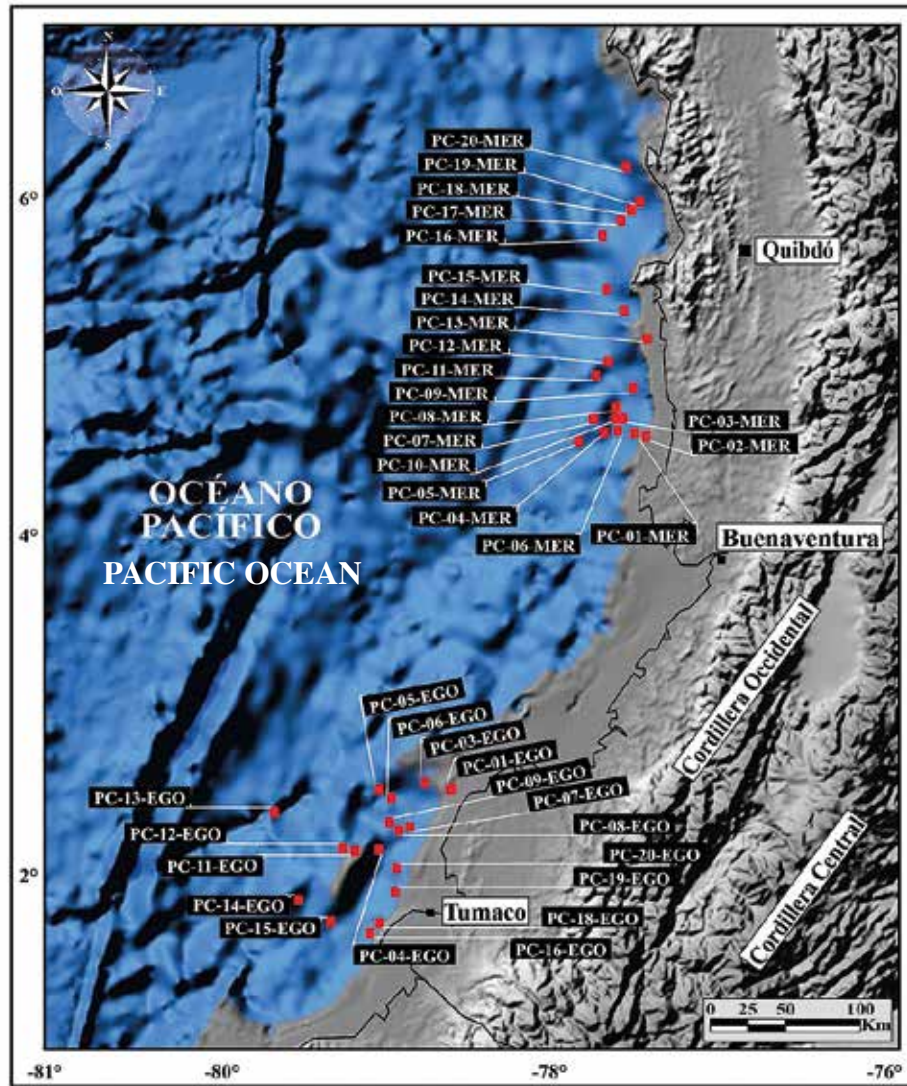 N
O
E
S
PC-20-MER
PC-19-MER
PC-18-MER
PC-17-MER
PC-16-MER
6°
Quibdó
PC-15-MER
PC-14-MER
PC-13-MER
PC-12-MER
PC-11-MER
PC-09-MER
PC-08-MER
PC-07-MER
PC-10-MER
PC-05-MER
PC-04-MER
PC-06-MER
PC-03-MER
PC-02-MER
PC-01-MER
OCÉANO
PACÍFICO
PACIFIC OCEAN
4°
Buenaventura
Cordillera Occidental
PC-05-EGO
PC-06-EGO
PC-03-EGO
PC-01-EGO
PC-09-EGO
PC-07-EGO
PC-13-EGO
PC-12-EGO
PC-11-EGO
PC-08-EGO
PC-20-EGO
PC-19-EGO
2°
PC-14-EGO
PC-15-EGO
Tumaco
PC-18-EGO
PC-04-EGO
PC-16-EGO
Cordillera Central
0 25 50 100
Km
-81° -80° -78° -76°